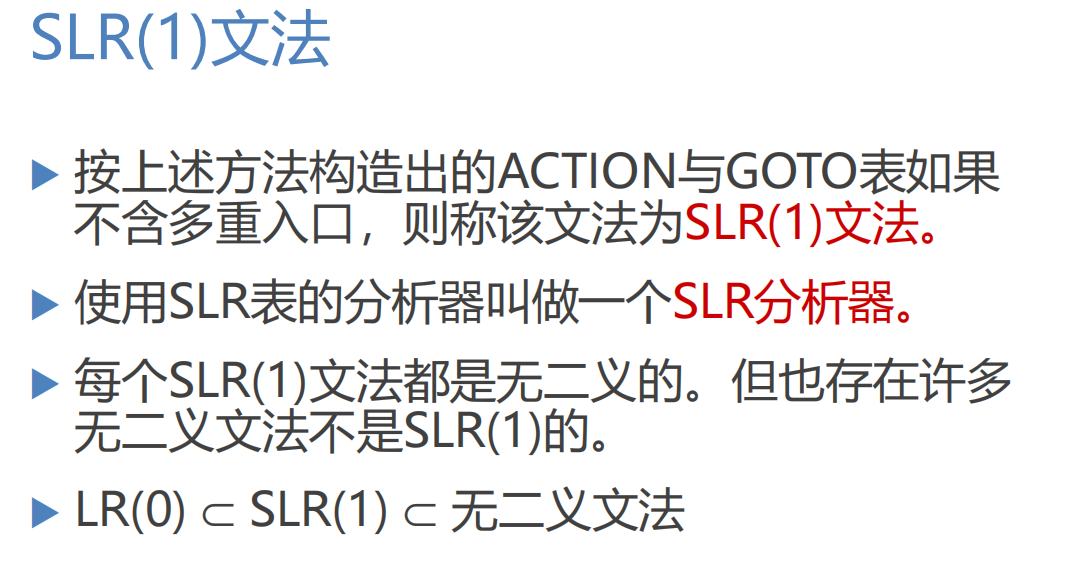 SLR(1)文法
按上述方法构造出的ACTION与GOTO表如果
不含多重入口，则称该文法为SLR(1)文法。
使用SLR表的分析器叫做一个SLR分析器。
每个SLR(1)文法都是无二义的。但也存在许多
无二义文法不是SLR(1)的。
LR(0) ⊂ SLR(1) ⊂ 无二义文法